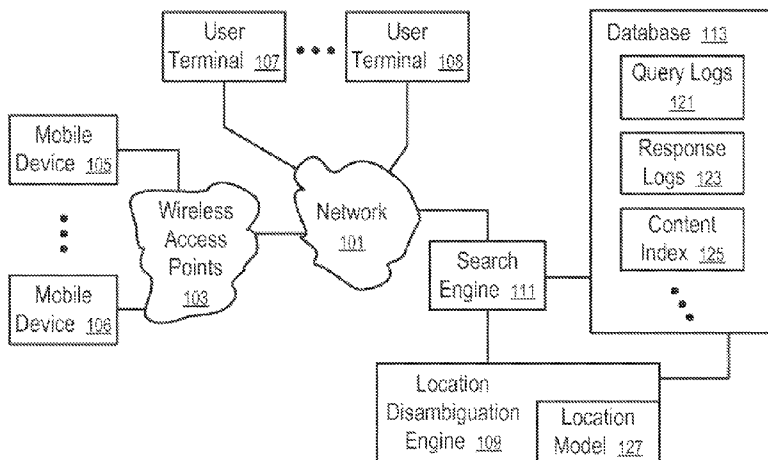 User
Terminal 107
User
Terminal 108
Database 113
Query Logs
121
Response
Logs 123
Content
Index 125
Mobile
Device 105
Wireless
Access
Points
103
Network
101
Search
Engine 111
Mobile
Device 106
Location
Disambiguation
Engine 109
Location
Model 127